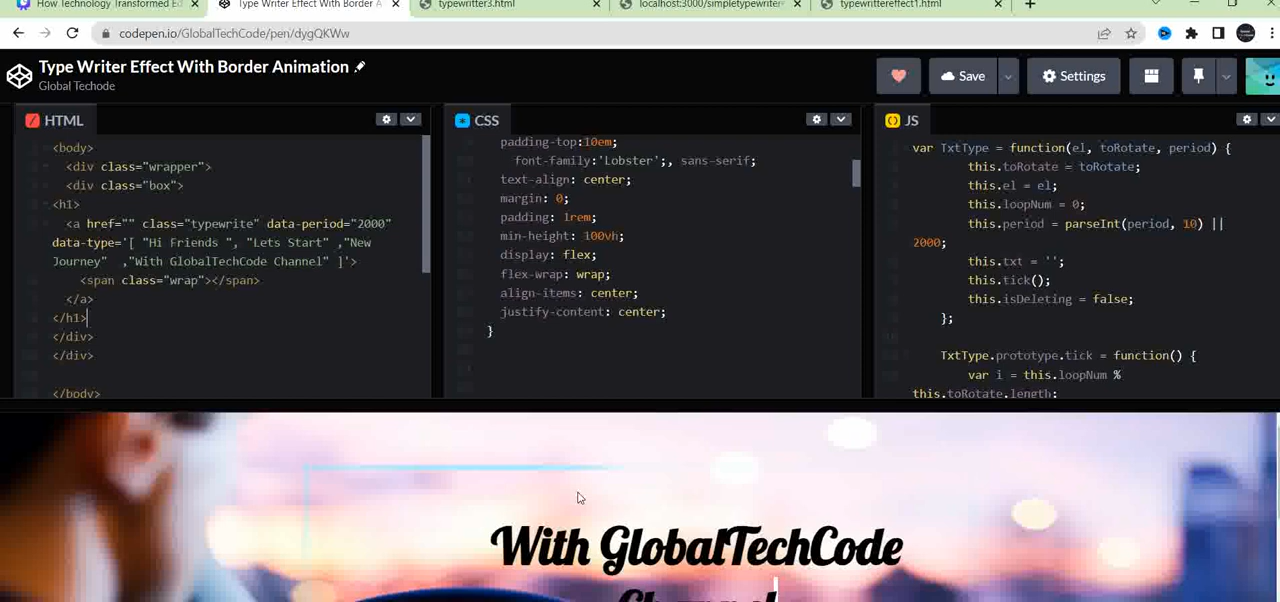 How Technology Transformed Ed
Type Writer Effect With Border A
typewriter3.html
localhost:3000/simpletypewriter
typewrittereffect1.html
codepen.io/GlobalTechCode/pen/dygQKWw
Type Writer Effect With Border Animation
Global Techode
Save
Settings
HTML
<body>
<div class="wrapper">
<div class="box">
<h1>
<a href="" class="typewrite" data-period="2000"
data-type='[ "Hi Friends ", "Lets Start" ,"New
Journey"  ,"With GlobalTechCode Channel" ]'>
<span class="wrap"></span>
</a>
</h1>
</div>
</div>
</body>
CSS
padding-top:10em;
font-family:'Lobster';, sans-serif;
text-align: center;
margin: 0;
padding: 1rem;
min-height: 100vh;
display: flex;
flex-wrap: wrap;
align-items: center;
justify-content: center;
}
JS
var TxtType = function(el, toRotate, period) {
this.toRotate = toRotate;
this.el = el;
this.loopNum = 0;
this.period = parseInt(period, 10) ||
2000;
this.txt = '';
this.tick();
this.isDeleting = false;
};
TxtType.prototype.tick = function() {
var i = this.loopNum %
this.toRotate.length;
With GlobalTechCode
Channel